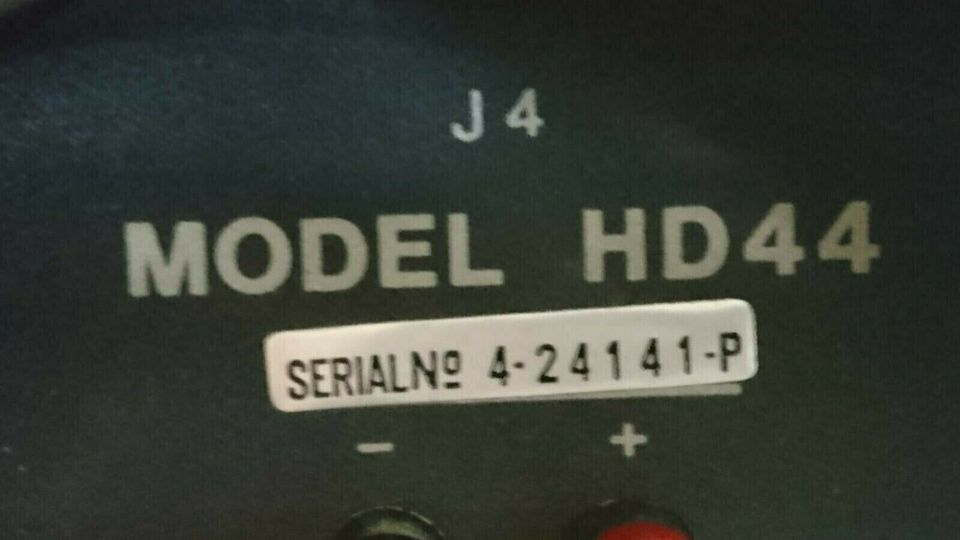 J4
MODEL HD44
SERIALNº 4-24141-P
- +